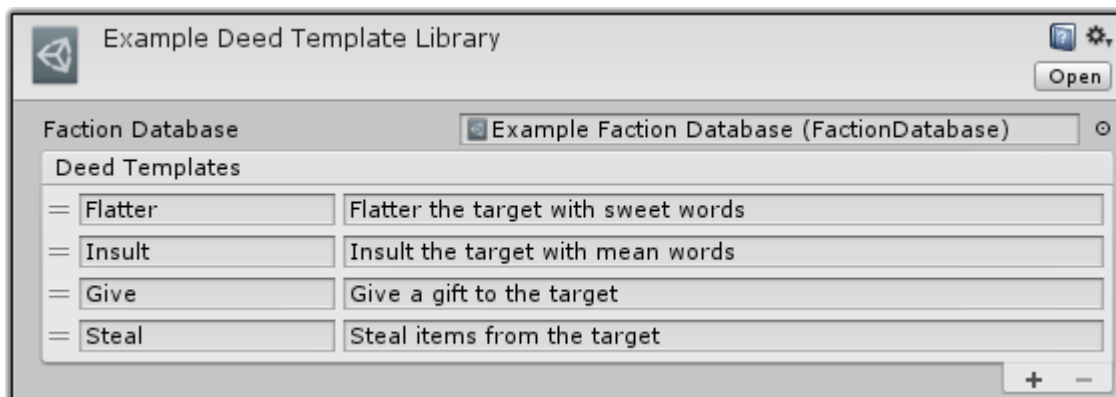 Example Deed Template Library
Open
Faction Database Example Faction Database (FactionDatabase)
Deed Templates
Flatter Flatter the target with sweet words
Insult Insult the target with mean words
Give Give a gift to the target
Steal Steal items from the target